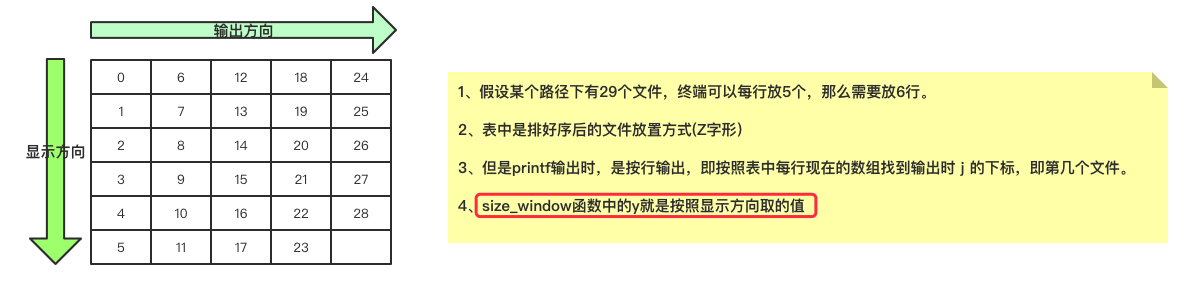 输出方向
显示方向
0 6 12 18 24
1 7 13 19 25
2 8 14 20 26
3 9 15 21 27
4 10 16 22 28
5 11 17 23
1、假设某个路径下有29个文件，终端可以每行放5个，那么需要放6行。
2、表中是排好序后的文件放置方式(Z字形)
3、但是printf输出时，是按行输出，即按照表中每行现在的数组找到输出时 j 的下标，即第几个文件。
4、size_window函数中的y就是按照显示方向取的值